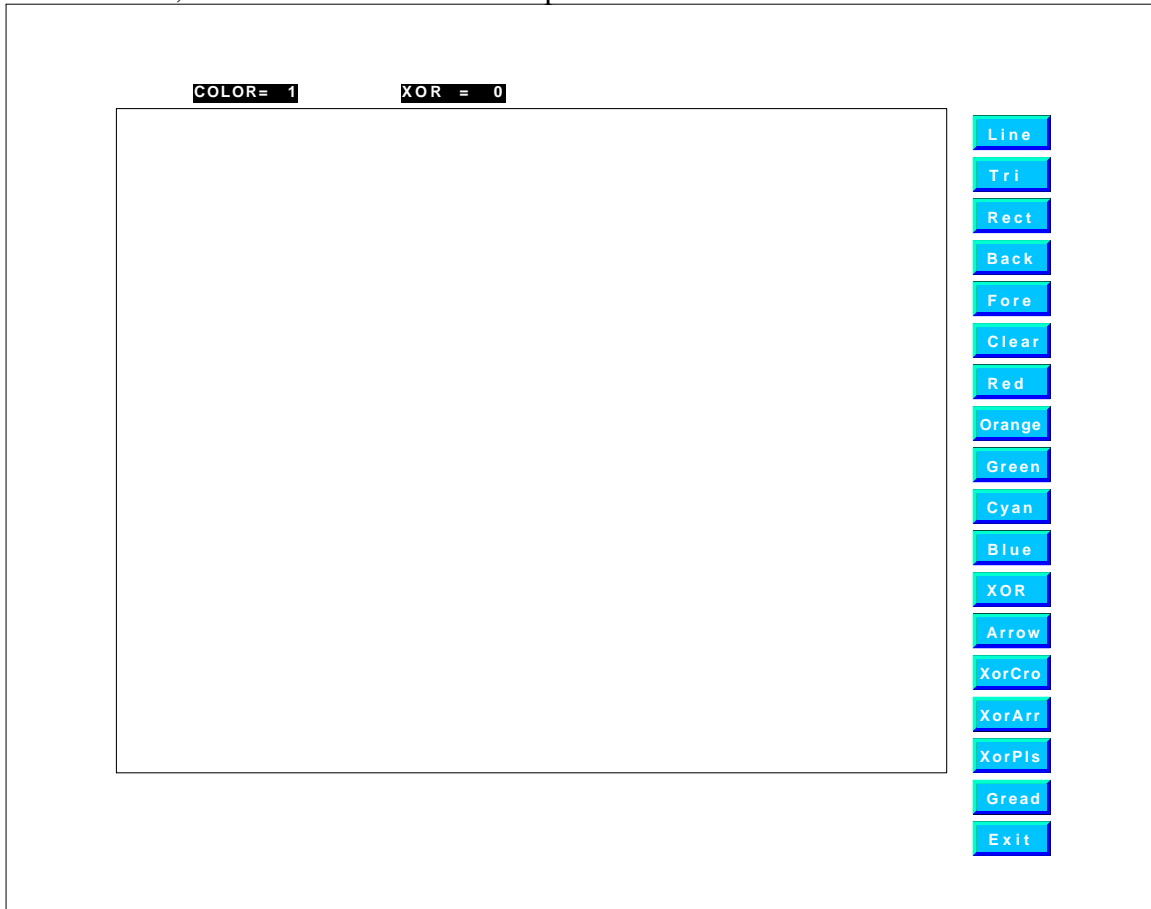 COLOR= 1 XOR = 0
Line
Tri
Rect
Back
Fore
Clear
Red
Orange
Green
Cyan
Blue
XOR
Arrow
XorCro
XorArr
XorPls
Gread
Exit